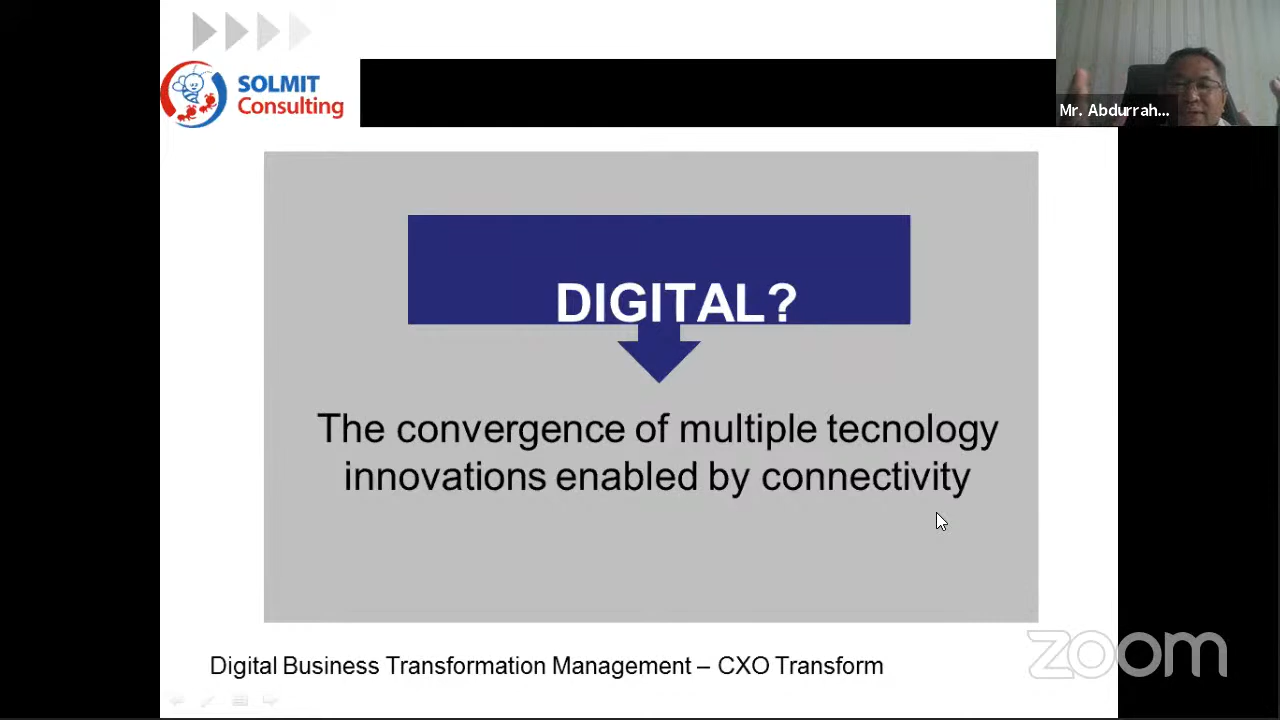 SOLMIT
Consulting
Mr. Abdurrah...
DIGITAL?
The convergence of multiple tecnology
innovations enabled by connectivity
Digital Business Transformation Management – CXO Transform
zoom